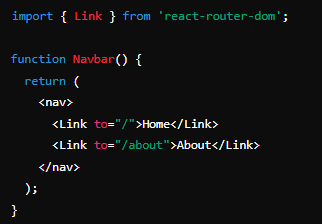 import { Link } from 'react-router-dom';

function Navbar() {
  return (
    <nav>
      <Link to="/">Home</Link>
      <Link to="/about">About</Link>
    </nav>
  );
}